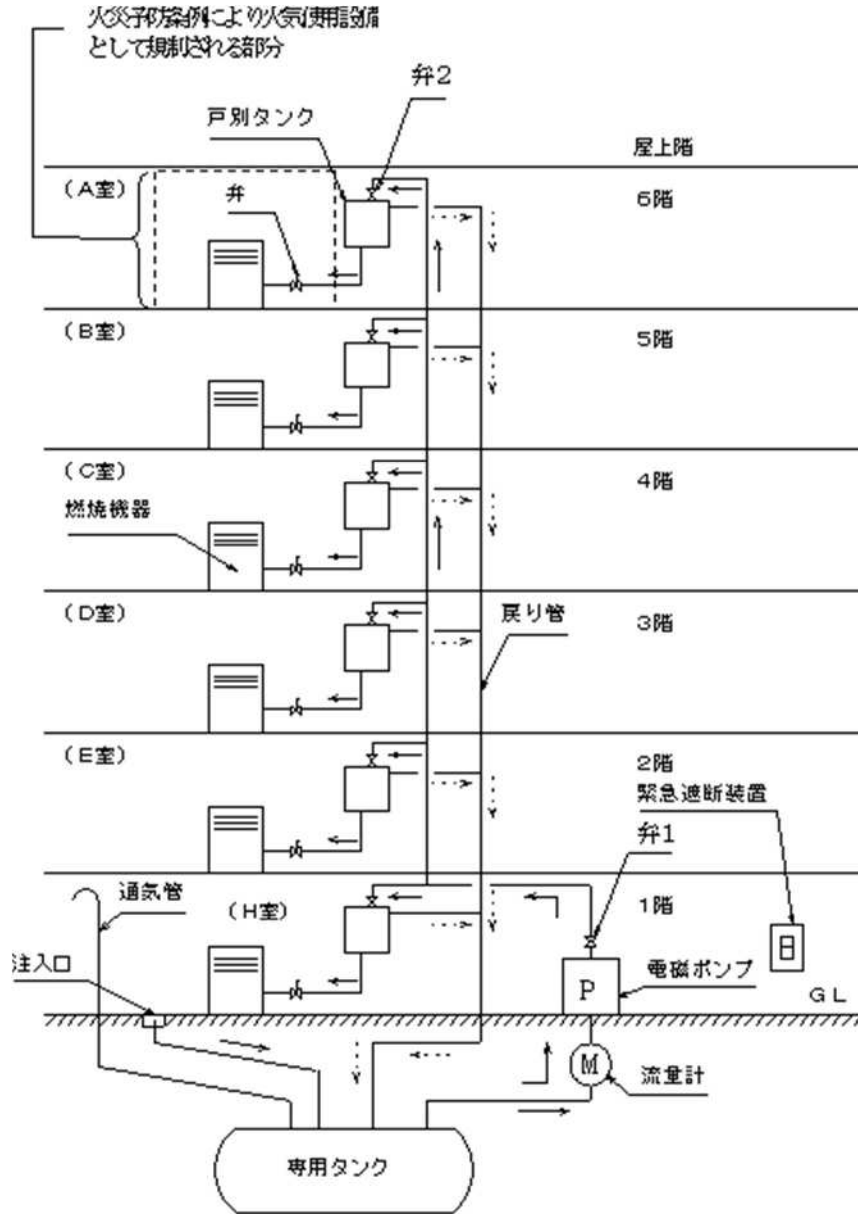 火災予防条例により火気使用設備
として規制される部分
弁2
戸別タンク
屋上階
(A室)
弁
6階
(B室)
5階
(C室)
4階
燃焼機器
(D室)
3階
戻り管
(E室)
2階
緊急遮断装置
弁1
通気管
(H室)
1階
注入口
電磁ポンプ
P
GL
M
流量計
専用タンク